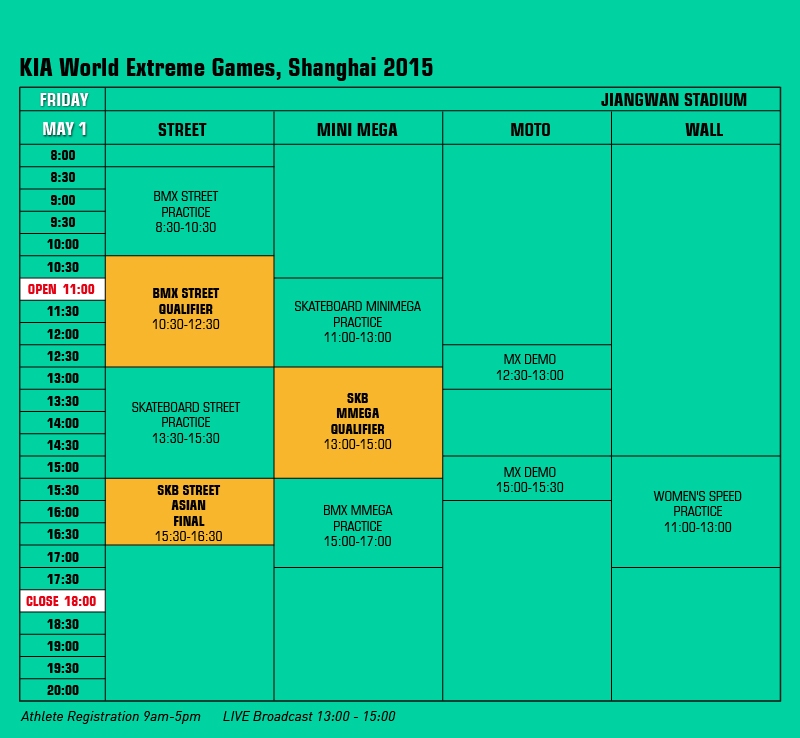 KIA World Extreme Games, Shanghai 2015
FRIDAY
JIANGWAN STADIUM
MAY 1
STREET
MINI MEGA
MOTO
WALL
8:00
8:30
9:00
9:30
10:00
10:30
OPEN 11:00
11:30
12:00
12:30
13:00
13:30
14:00
14:30
15:00
15:30
16:00
16:30
17:00
17:30
CLOSE 18:00
18:30
19:00
19:30
20:00
BMX STREET
PRACTICE
8:30-10:30
BMX STREET
QUALIFIER
10:30-12:30
SKATEBOARD STREET
PRACTICE
13:30-15:30
SKB STREET
ASIAN
FINAL
15:30-16:30
SKATEBOARD MINIMEGA
PRACTICE
11:00-13:00
SKB
MMEGA
QUALIFIER
13:00-15:00
BMX MMEGA
PRACTICE
15:00-17:00
MX DEMO
12:30-13:00
MX DEMO
15:00-15:30
WOMEN'S SPEED
PRACTICE
11:00-13:00
Athlete Registration 9am-5pm LIVE Broadcast 13:00 - 15:00